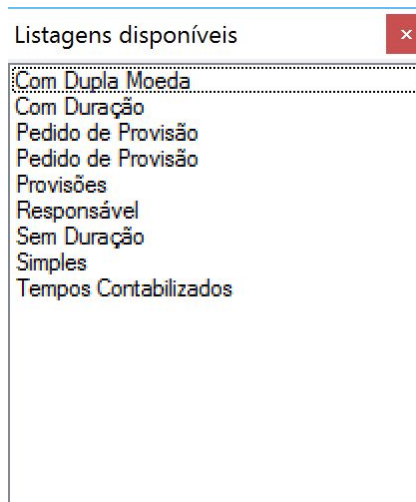 Listagens disponíveis
Com Dupla Moeda
Com Duração
Pedido de Provisão
Pedido de Provisão
Provisões
Responsável
Sem Duração
Simples
Tempos Contabilizados